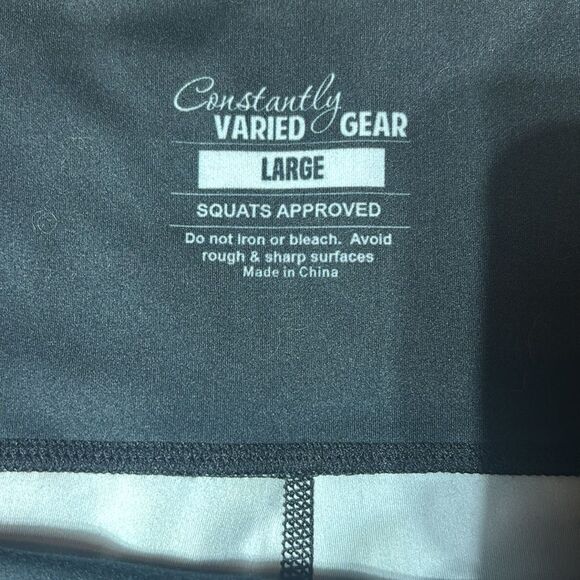 Constantly
VARIED GEAR
LARGE
SQUATS APPROVED
Do not iron or bleach. Avoid
rough & sharp surfaces
Made in China